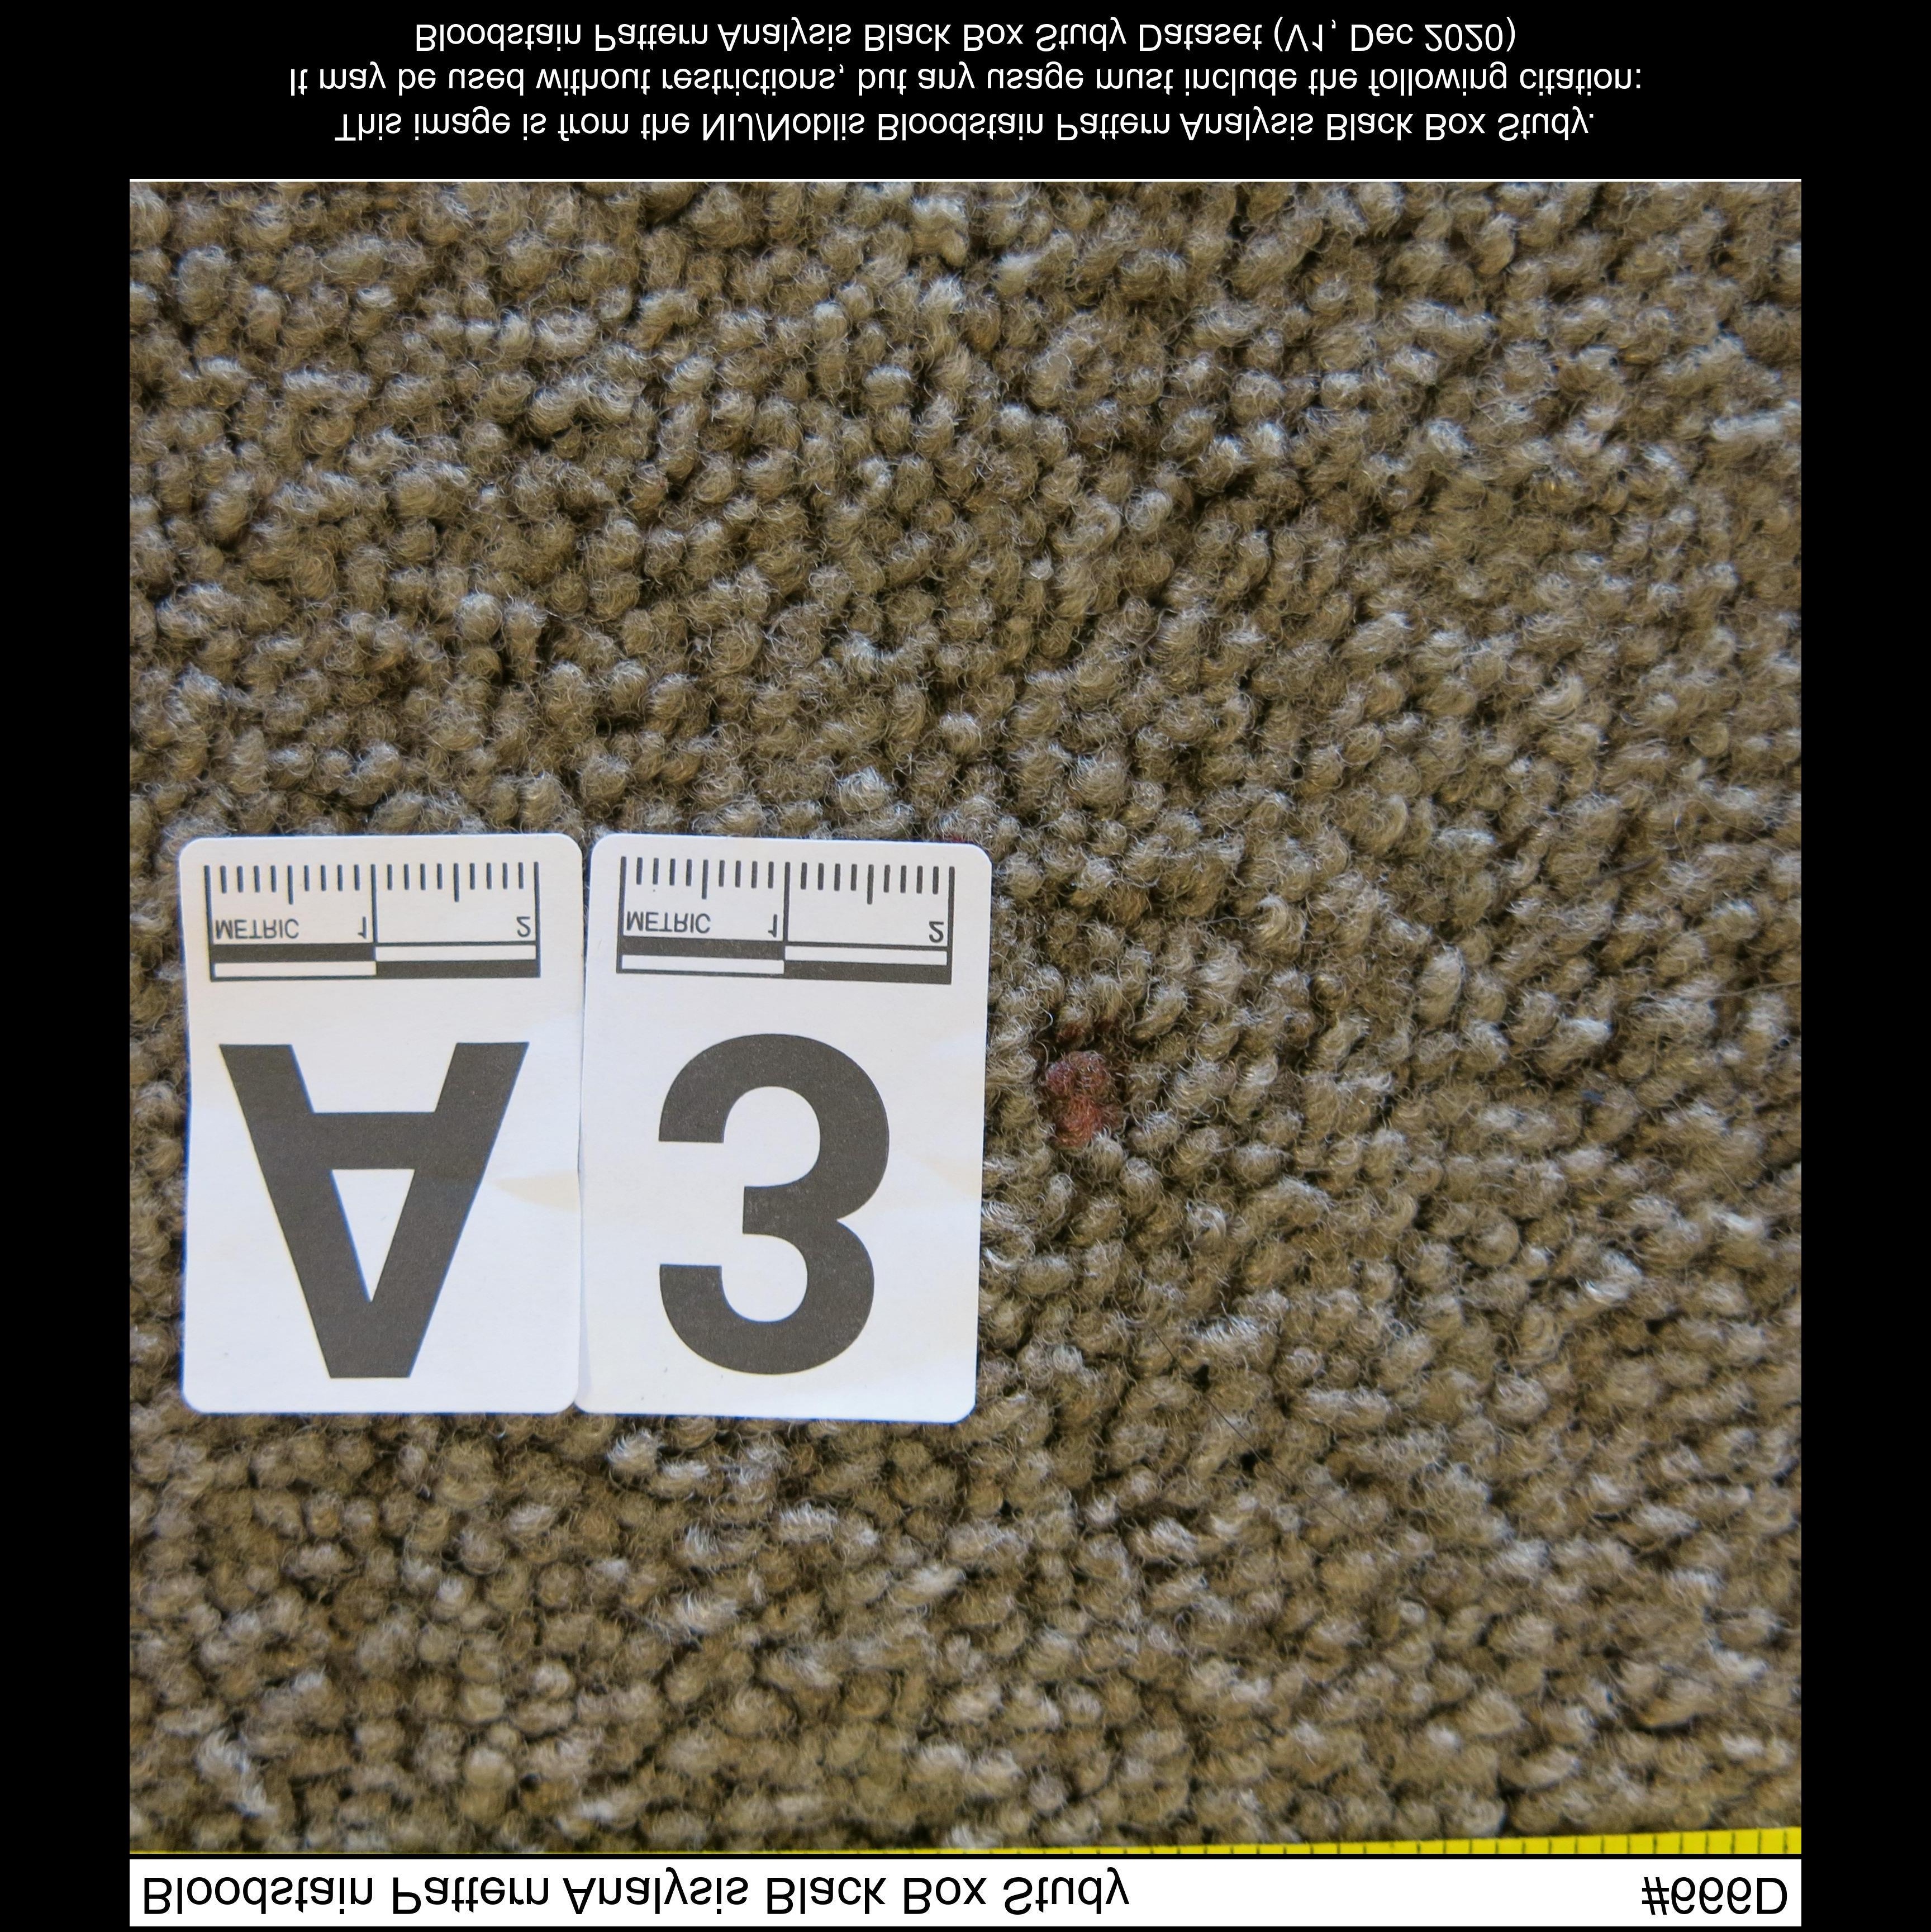 Bloodstain Pattern Analysis Black Box Study #666D
A 3
METRIC 1 2 METRIC 1 2
This image is from the NIJ/Noblis Bloodstain Pattern Analysis Black Box Study.
It may be used without restrictions, but any usage must include the following citation:
Bloodstain Pattern Analysis Black Box Study Dataset (V1, Dec 2020)